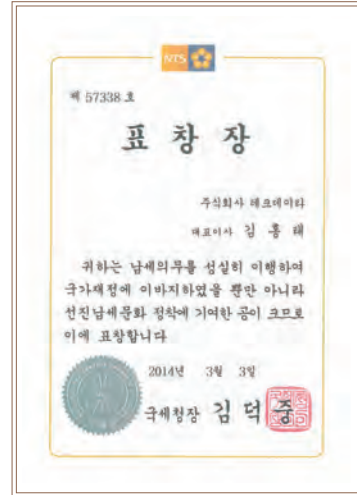 NTS
제 57338 호
표 창 장
주식회사 테크데이타
대표이사 김 홍 태
귀하는 납세의무를 성실히 이행하여
국가재정에 이바지하였을 뿐만 아니라
선진납세문화 정착에 기여한 공이 크므로
이에 표창합니다
2014년 3월 3일
국세청장 김 덕 중